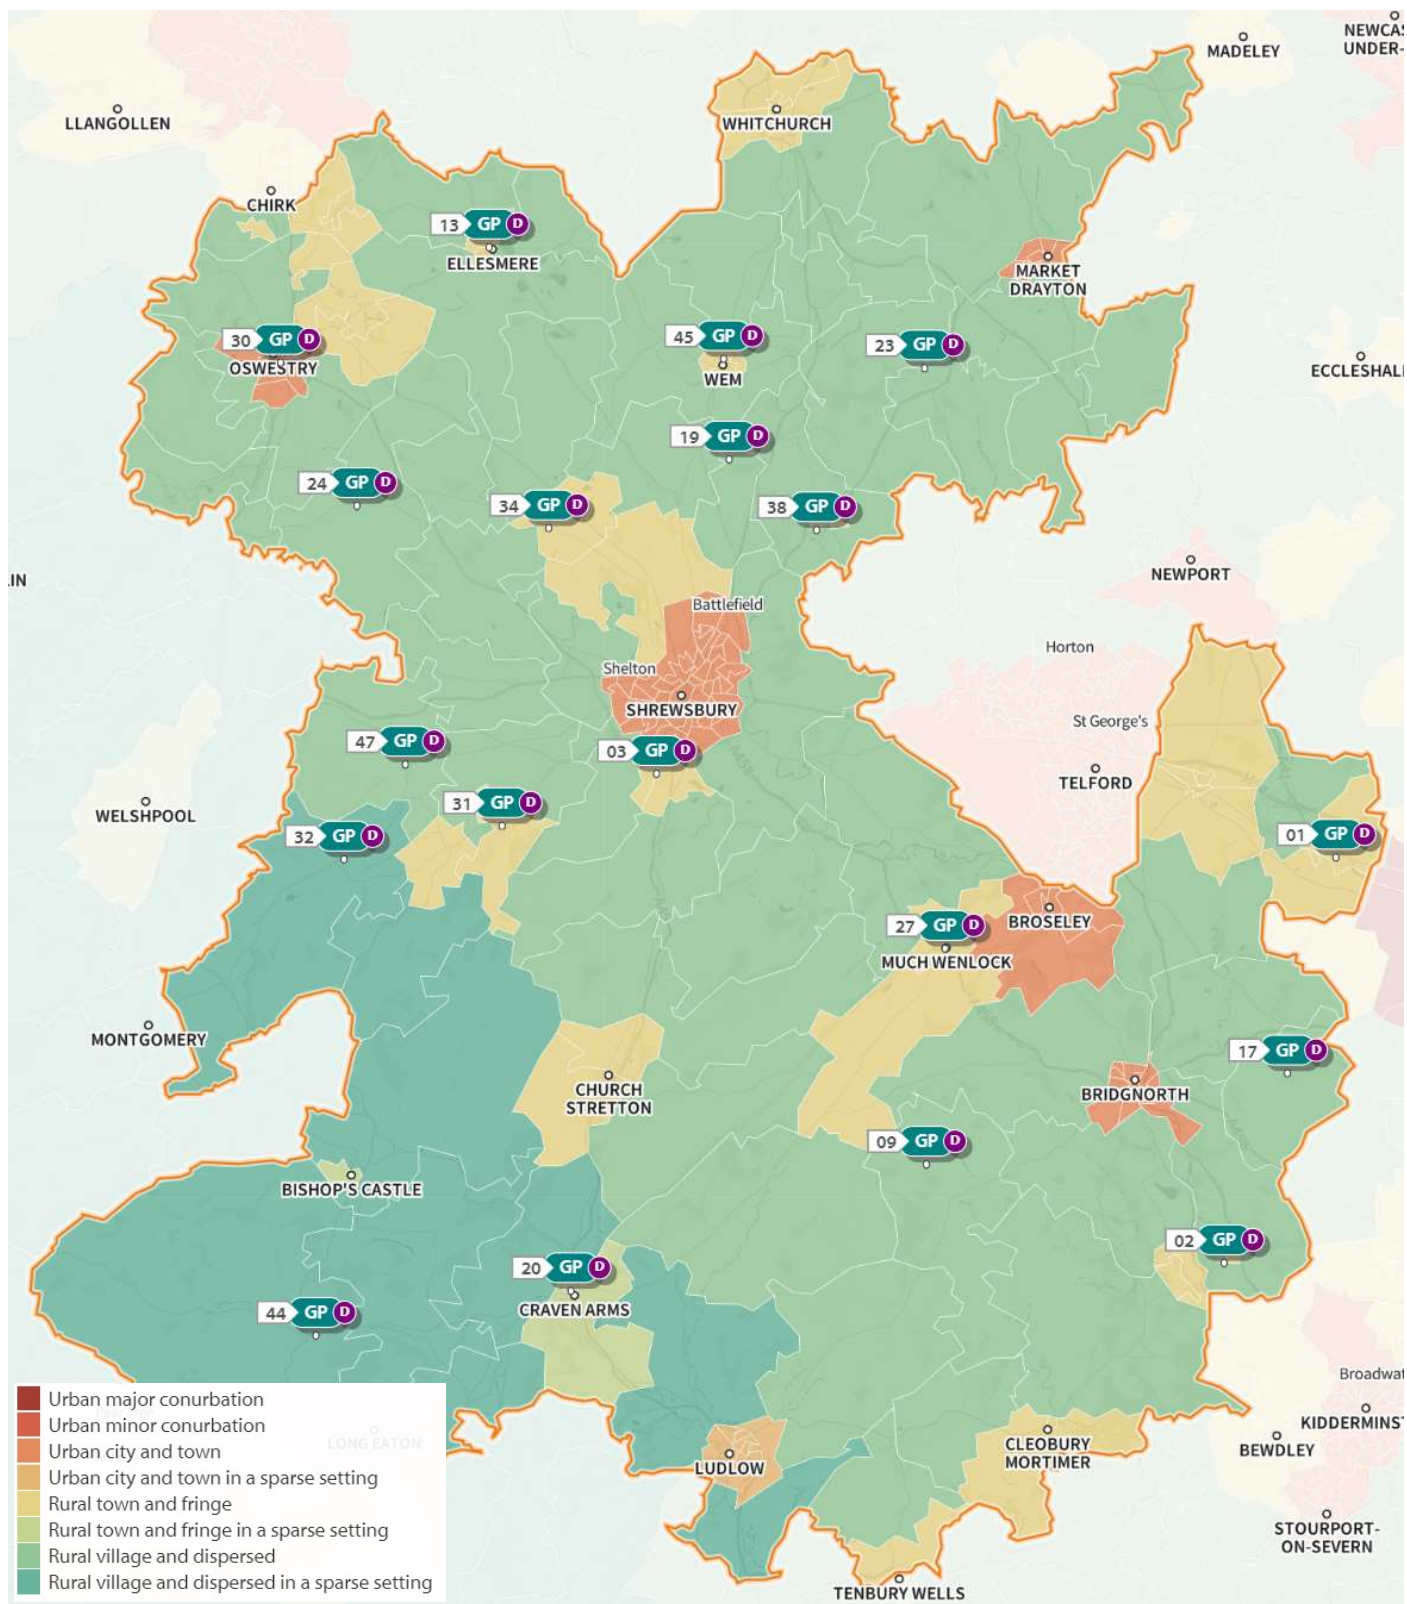 NEWCAS
UNDER-
MADELEY
LLANGOLLEN
WHITCHURCH
CHIRK
13 GP D
ELLESMERE
MARKET
DRAYTON
30 GP D
OSWESTRY
45 GP D
WEM
23 GP D
ECCLESHALL
19 GP D
24 GP D
34 GP D
38 GP D
LIN
NEWPORT
Battlefield
Horton
Shelton
SHREWSBURY
St George's
47 GP D
03 GP D
TELFORD
31 GP D
WELSHPOOL
32 GP D
01 GP D
27 GP D
BROSELEY
MUCH WENLOCK
MONTGOMERY
17 GP D
CHURCH
STRETTON
BRIDGNORTH
09 GP D
BISHOP'S CASTLE
02 GP D
20 GP D
CRAVEN ARMS
44 GP D
Broadwat
KIDDERMINST
BEWDLEY
CLEOBURY
MORTIMER
LUDLOW
STOURPORT-
ON-SEVERN
TENBURY WELLS
LONG EATON
Urban major conurbation
Urban minor conurbation
Urban city and town
Urban city and town in a sparse setting
Rural town and fringe
Rural town and fringe in a sparse setting
Rural village and dispersed
Rural village and dispersed in a sparse setting